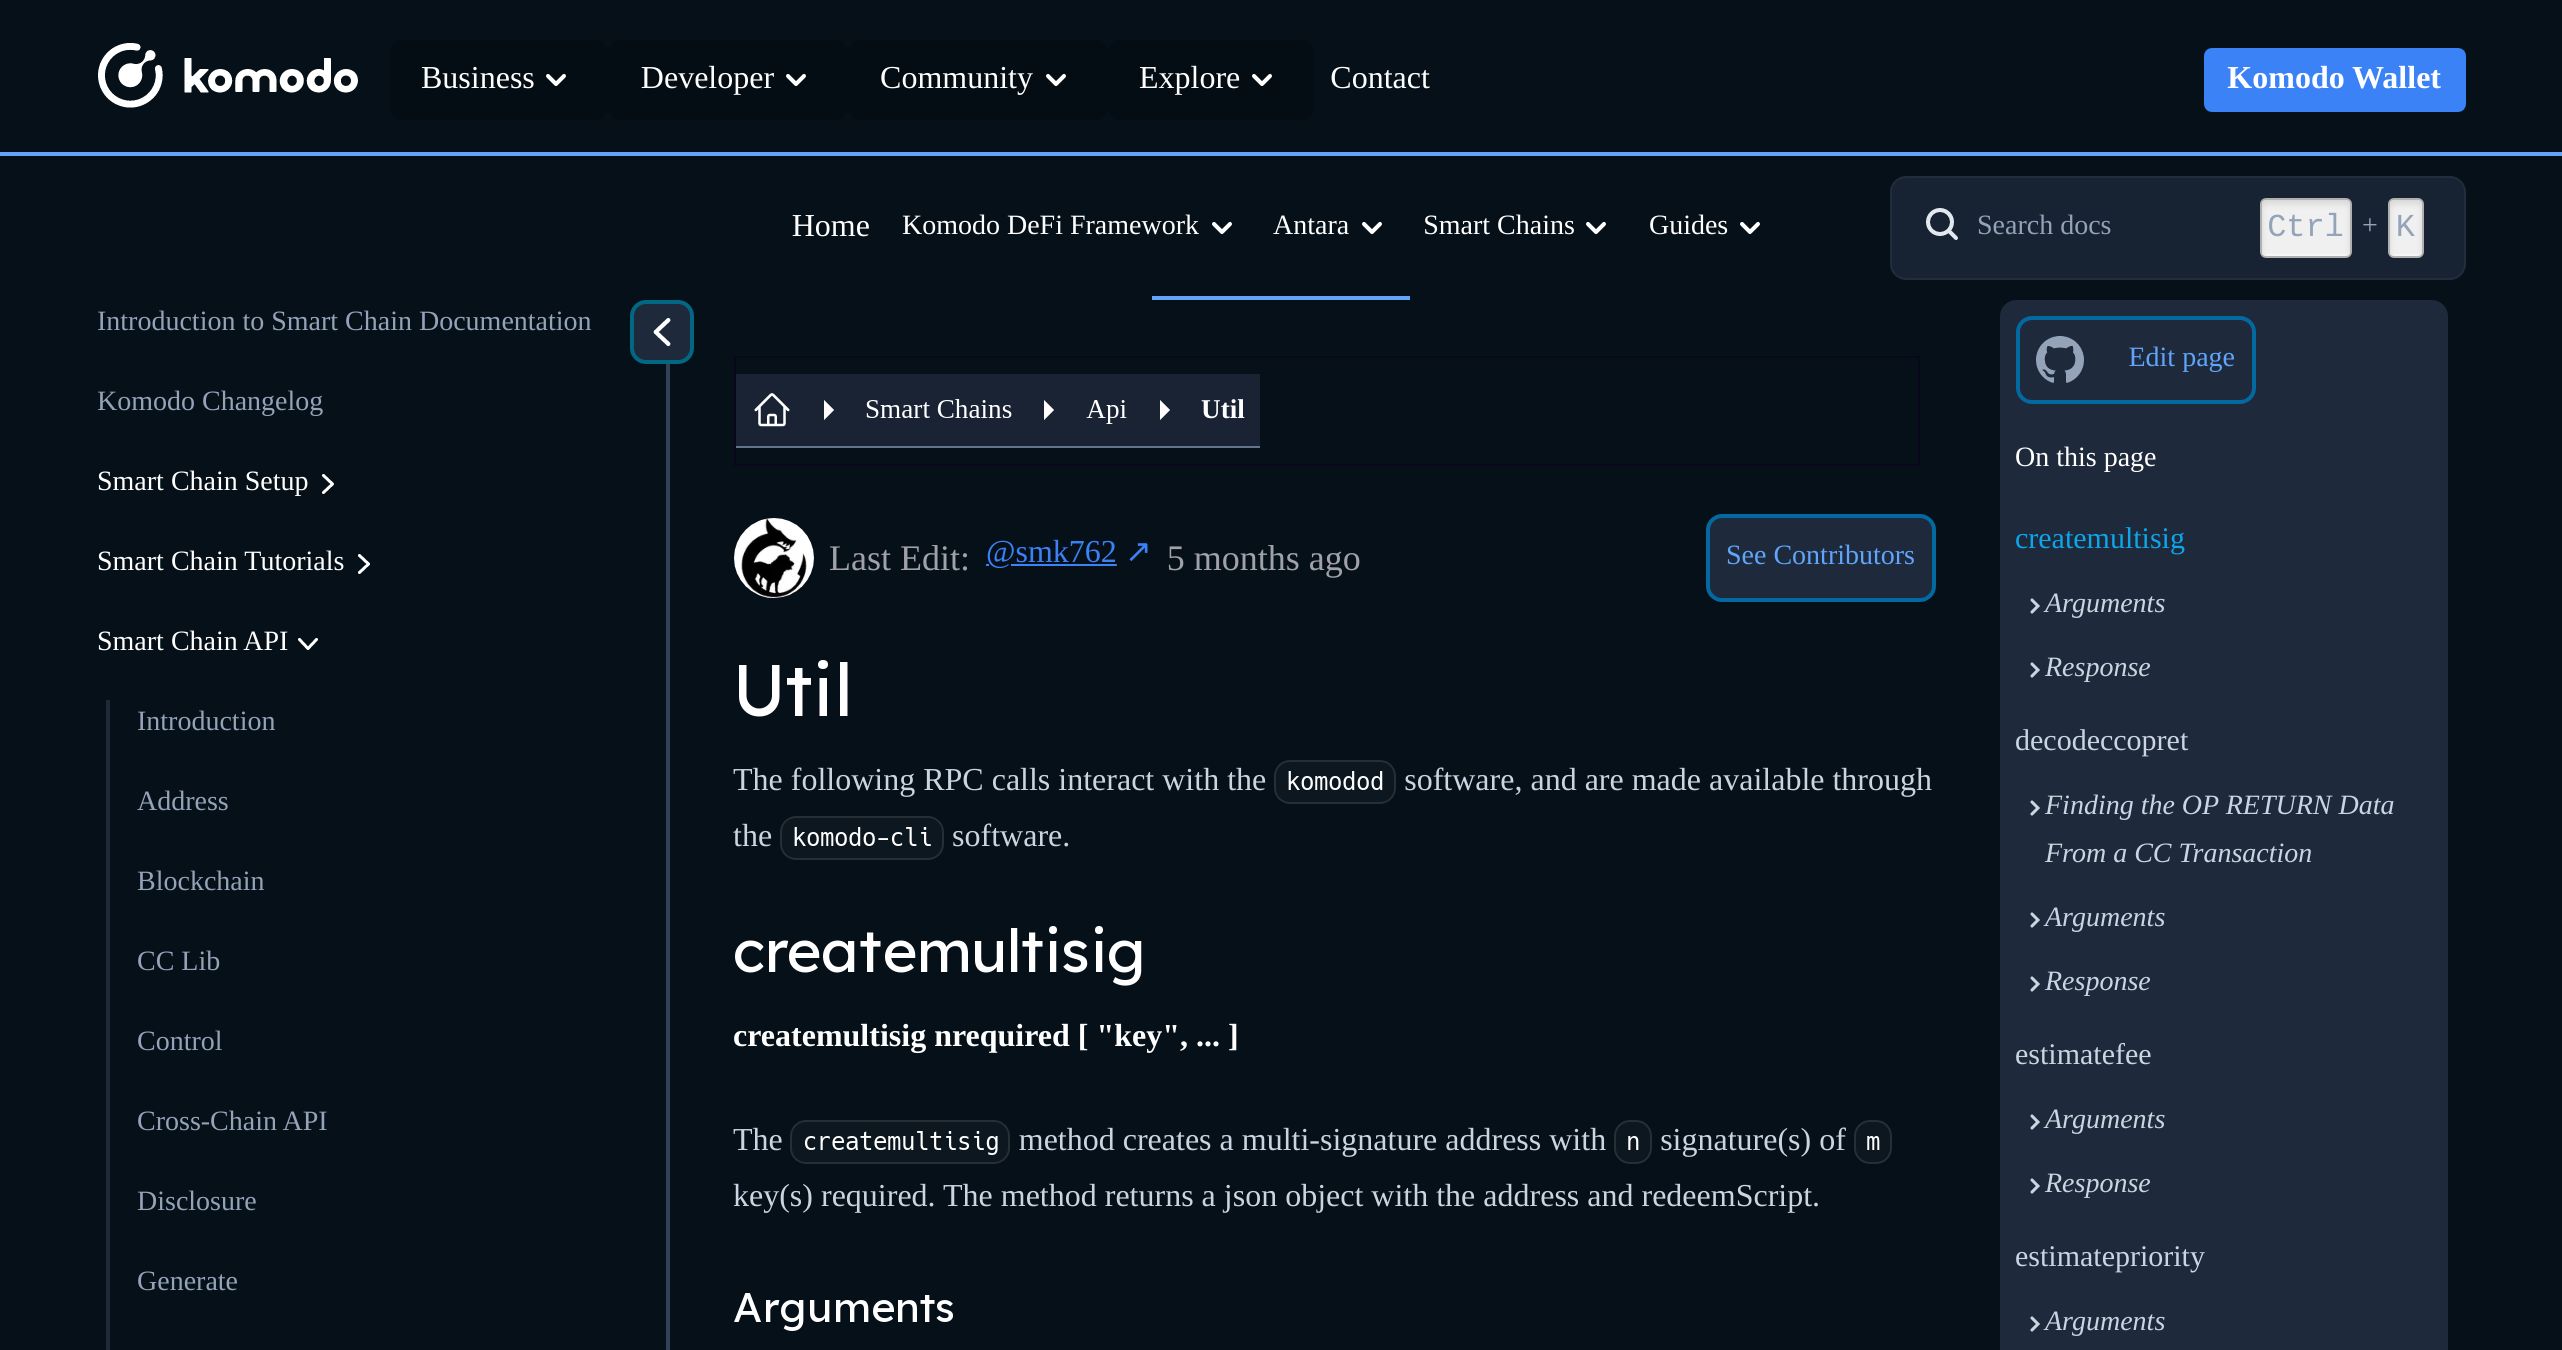 komodo
Business
Developer
Community
Explore
Contact
Komodo Wallet
Home
Komodo DeFi Framework
Antara
Smart Chains
Guides
Search docs
Ctrl + K
Introduction to Smart Chain Documentation
Komodo Changelog
Smart Chain Setup
Smart Chain Tutorials
Smart Chain API
Introduction
Address
Blockchain
CC Lib
Control
Cross-Chain API
Disclosure
Generate
Smart Chains
Api
Util
Last Edit: @smk762 ↗ 5 months ago
See Contributors
Util
The following RPC calls interact with the komodod software, and are made available through
the komodo-cli software.
createmultisig
createmultisig nrequired [ "key", ... ]
The createmultisig method creates a multi-signature address with n signature(s) of m
key(s) required. The method returns a json object with the address and redeemScript.
Arguments
Edit page
On this page
createmultisig
Arguments
Response
decodeccopret
Finding the OP RETURN Data
From a CC Transaction
Arguments
Response
estimatefee
Arguments
Response
estimatepriority
Arguments